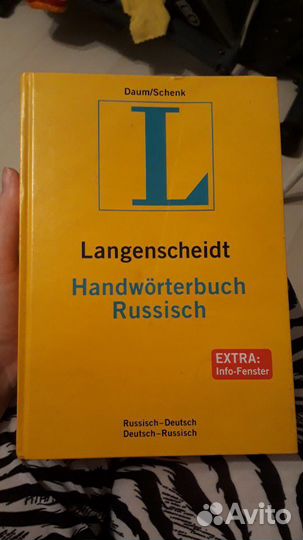 Daum/Schenk
L
Langenscheidt
Handwörterbuch
Russisch
EXTRA:
Info-Fenster
Russisch–Deutsch
Deutsch–Russisch
Avito